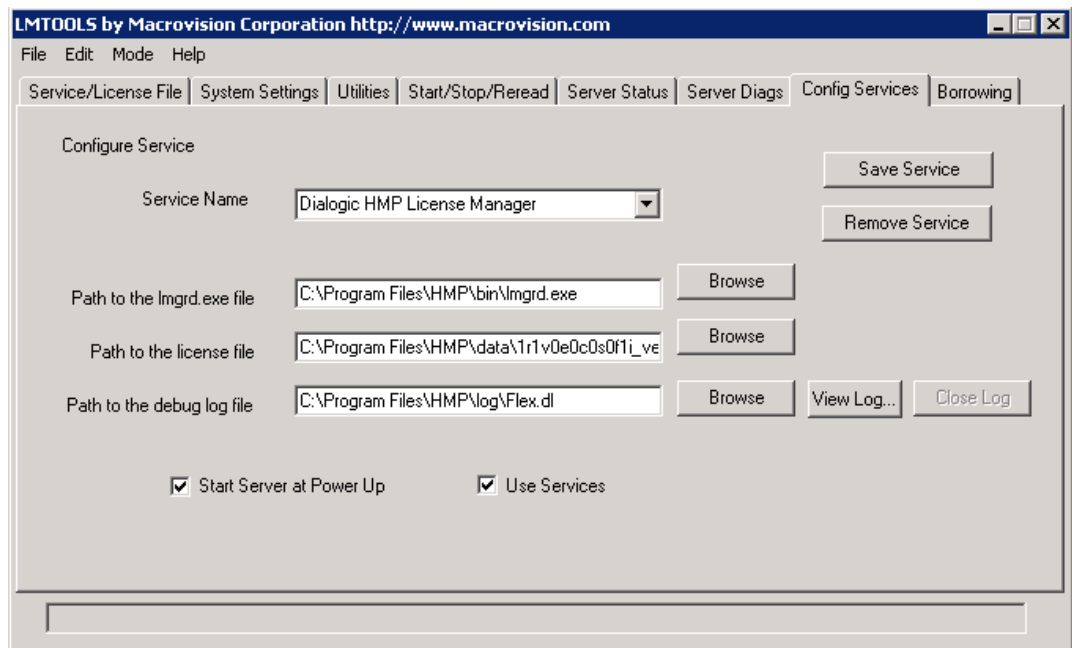 LMTOOLS by Macrovision Corporation http://www.macrovision.com
File Edit Mode Help
Service/License File System Settings Utilities Start/Stop/Reread Server Status Server Diags Config Services Borrowing
Configure Service
Save Service
Service Name Dialogic HMP License Manager
Remove Service
Path to the lmgrd.exe file C:\Program Files\HMP\bin\lmgrd.exe Browse
Path to the license file C:\Program Files\HMP\data\1r1v0e0c0s0f1i_ve Browse
Path to the debug log file C:\Program Files\HMP\log\Flex.dl Browse View Log... Close Log
Start Server at Power Up Use Services